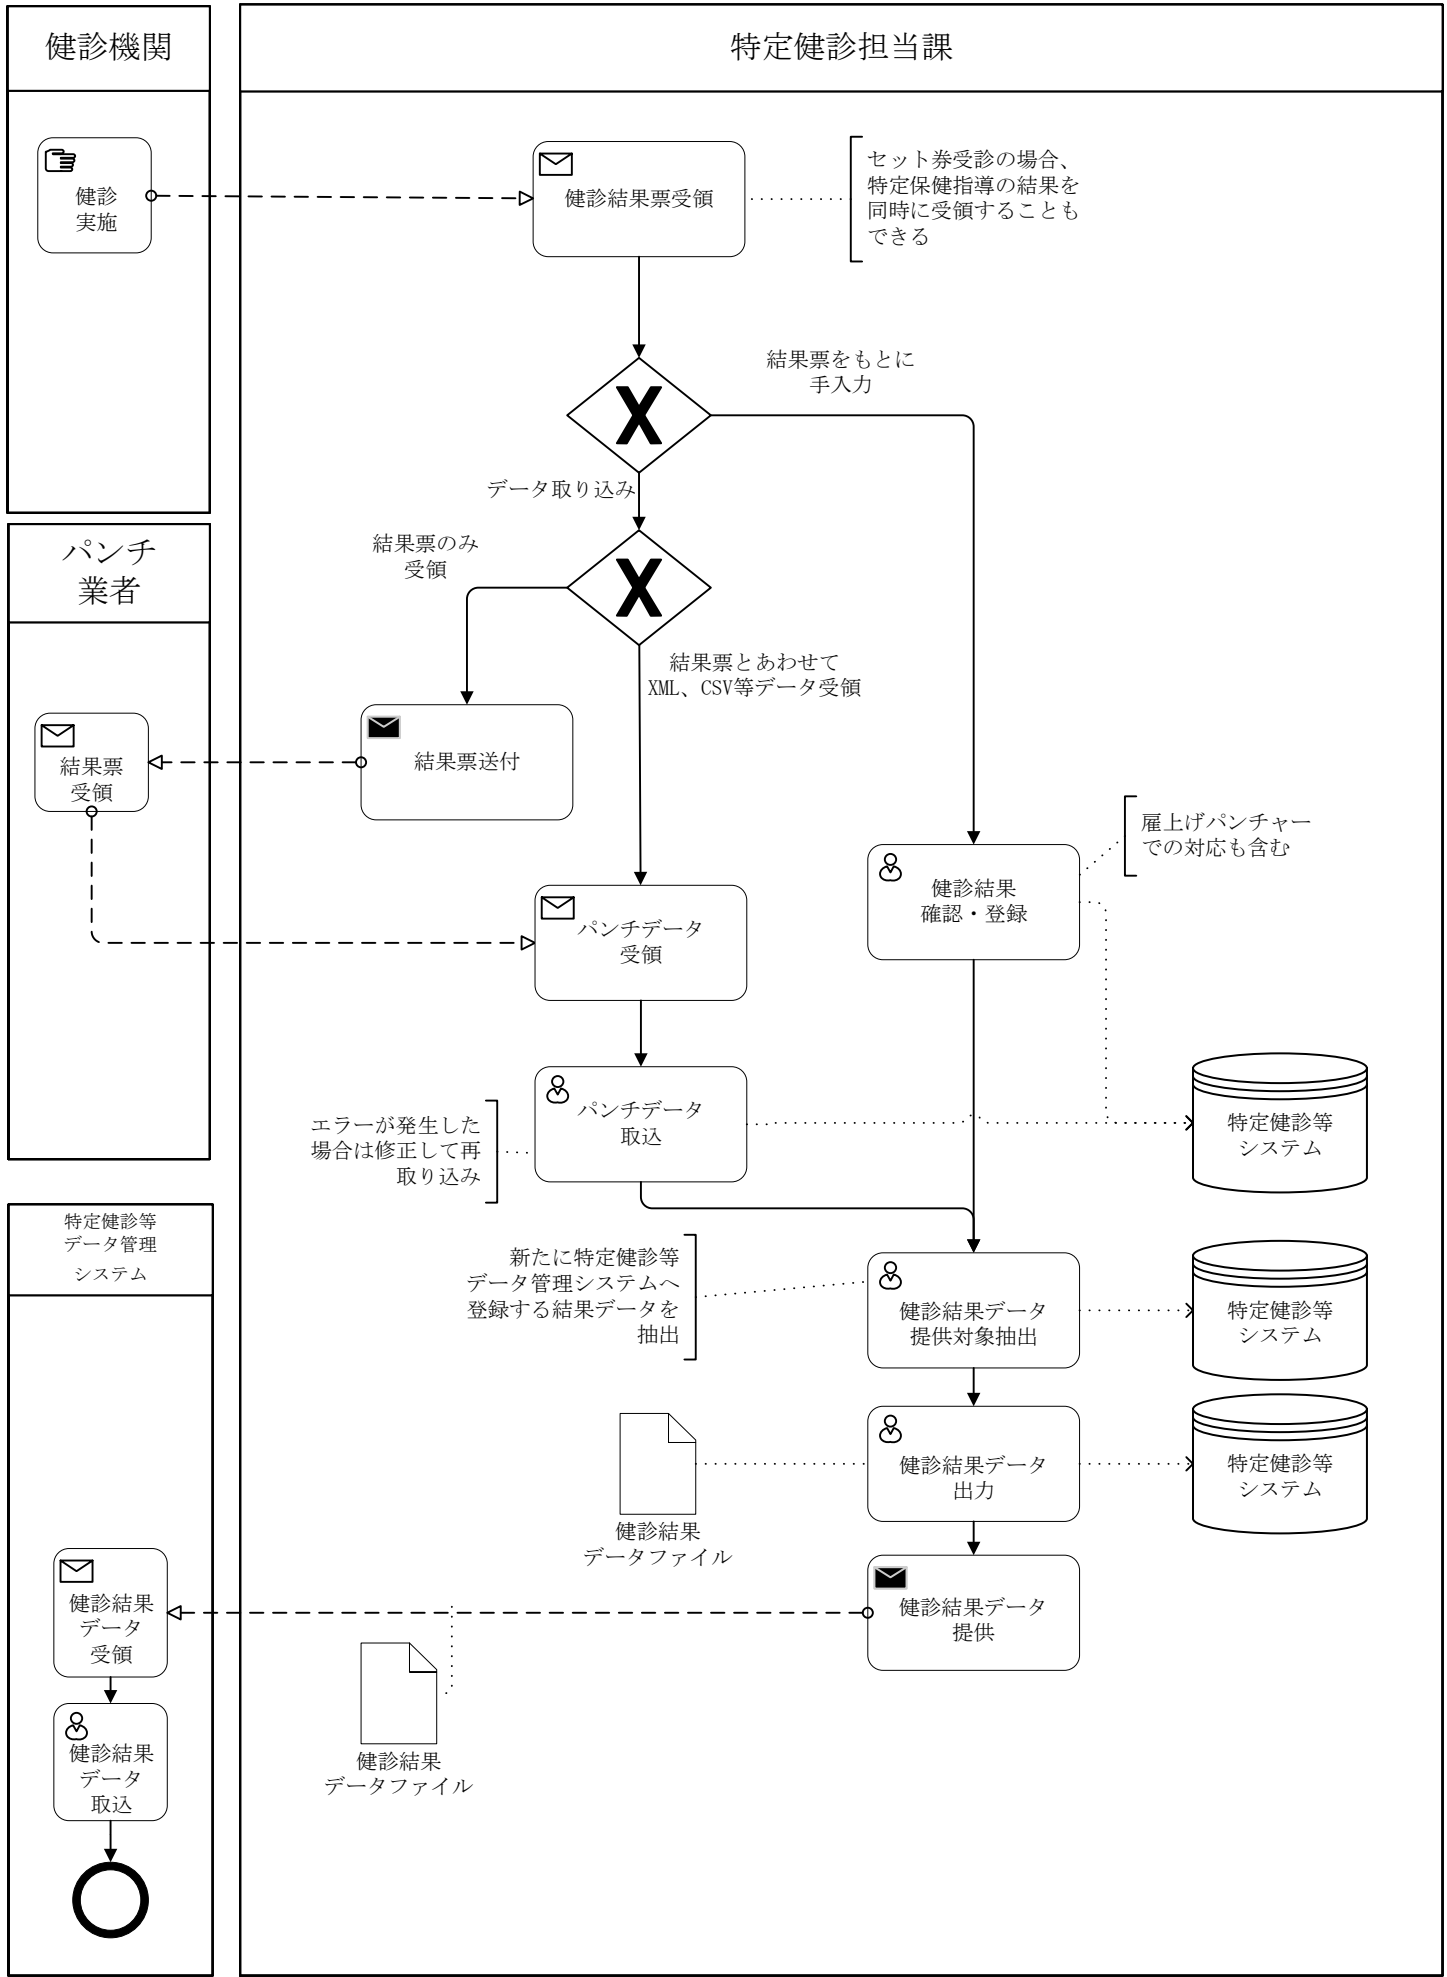 健診機関
特定健診担当課
健診
実施
健診結果票受領
セット券受診の場合、
特定保健指導の結果を
同時に受領することも
できる
結果票をもとに
手入力
データ取り込み
パンチ
業者
結果票のみ
受領
結果票とあわせて
XML、CSV等データ受領
結果票
受領
結果票送付
雇上げパンチャー
での対応も含む
健診結果
確認・登録
パンチデータ
受領
パンチデータ
取込
エラーが発生した
場合は修正して再
取り込み
特定健診等
システム
特定健診等
データ管理
システム
新たに特定健診等
データ管理システムへ
登録する結果データを
抽出
健診結果データ
提供対象抽出
特定健診等
システム
健診結果データ
出力
特定健診等
システム
健診結果
データファイル
健診結果
データ
受領
健診結果データ
提供
健診結果
データファイル
健診結果
データ
取込